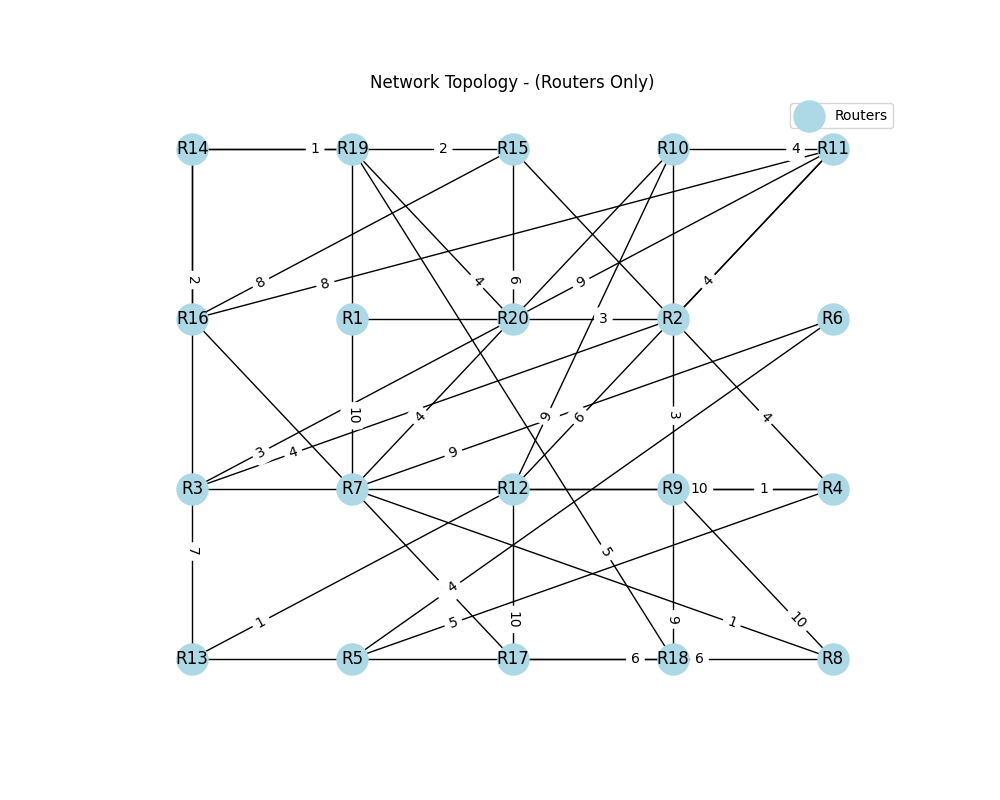 Network Topology - (Routers Only)
Routers
R14 1 R19 2 R15 R10 4 R11
2 8 8 4 6 9 4
R16 R1 R20 3 R2 R6
3 4 10 4 9 9 6 3 4
R3 R7 R12 R9 10 1 R4
7 1 4 5 10 5 9 1 10
R13 R5 R17 6 R18 6 R8